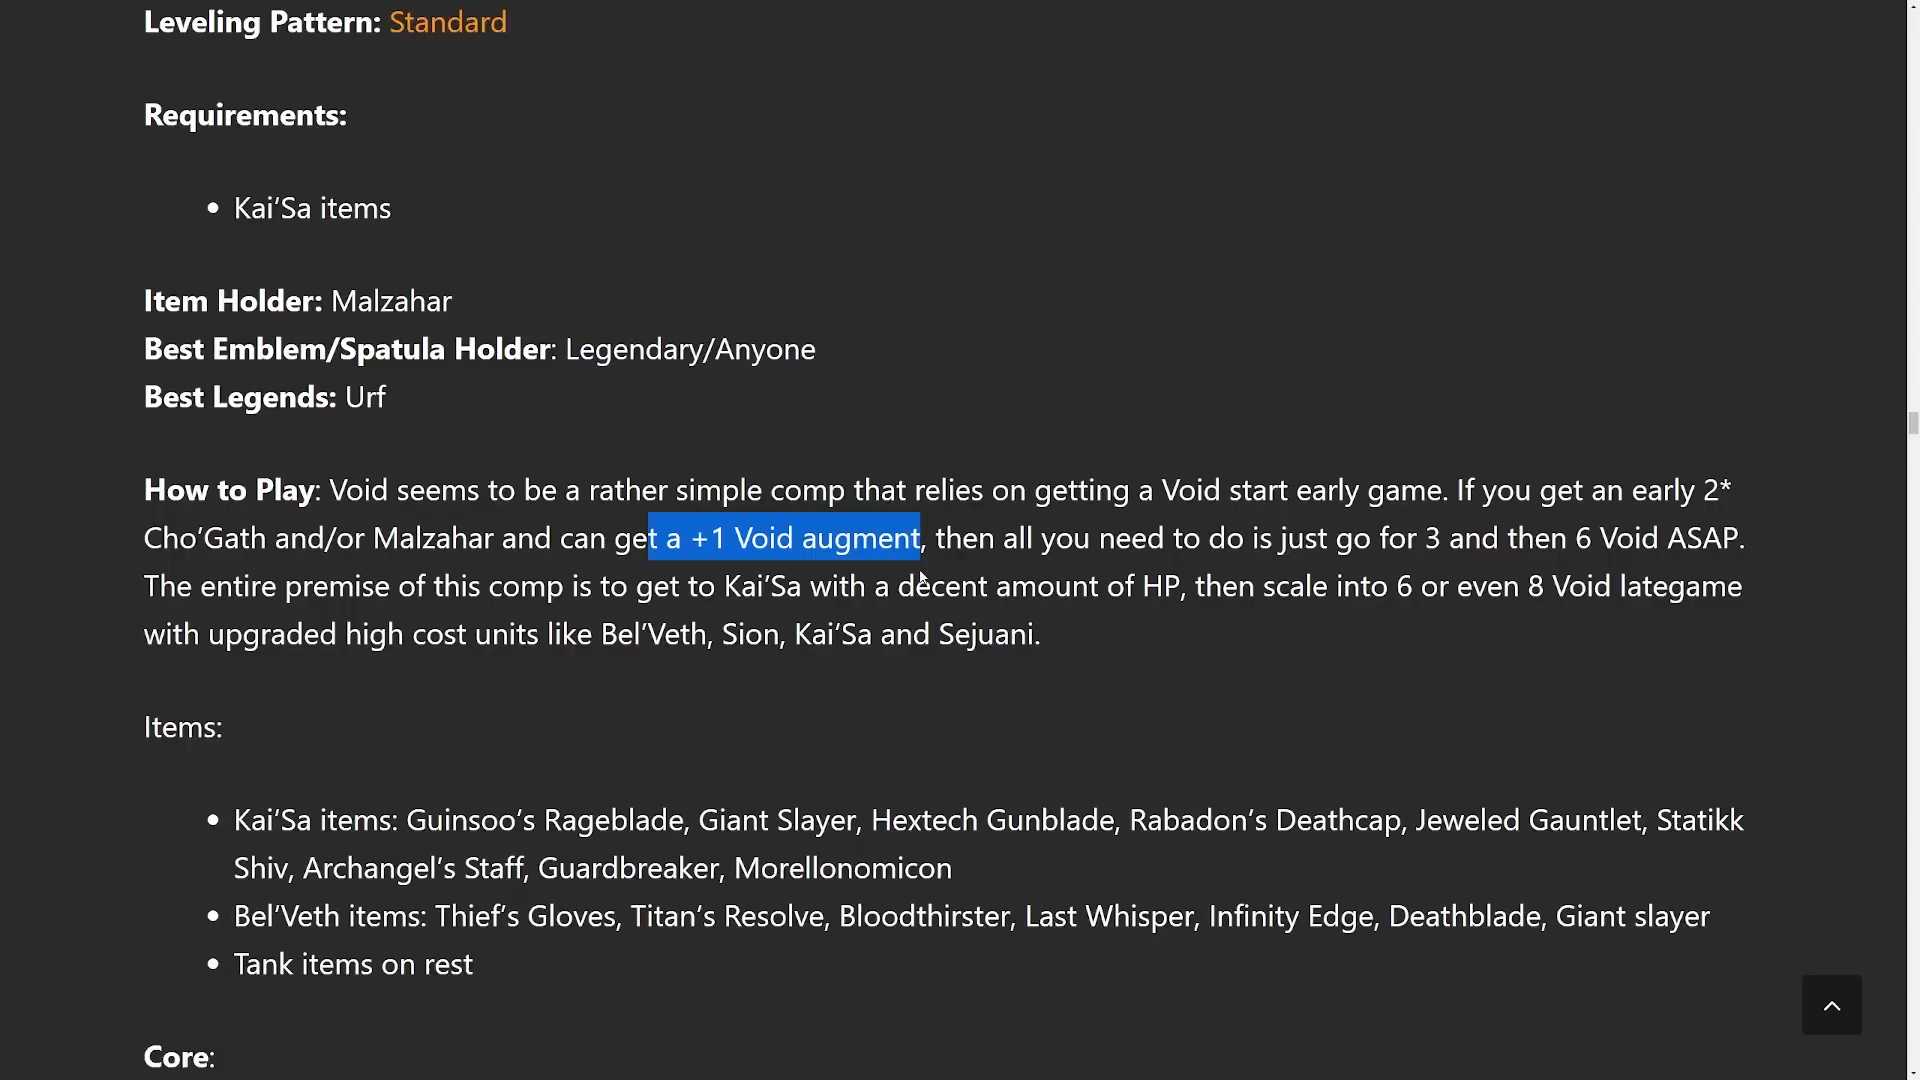 Leveling Pattern: Standard
Requirements:
• Kai’Sa items
Item Holder: Malzahar
Best Emblem/Spatula Holder: Legendary/Anyone
Best Legends: Urf
How to Play: Void seems to be a rather simple comp that relies on getting a Void start early game. If you get an early 2*
Cho’Gath and/or Malzahar and can get a +1 Void augment, then all you need to do is just go for 3 and then 6 Void ASAP.
The entire premise of this comp is to get to Kai’Sa with a decent amount of HP, then scale into 6 or even 8 Void lategame
with upgraded high cost units like Bel’Veth, Sion, Kai’Sa and Sejuani.
Items:
• Kai’Sa items: Guinsoo’s Rageblade, Giant Slayer, Hextech Gunblade, Rabadon’s Deathcap, Jeweled Gauntlet, Statikk
Shiv, Archangel’s Staff, Guardbreaker, Morellonomicon
• Bel’Veth items: Thief’s Gloves, Titan’s Resolve, Bloodthirster, Last Whisper, Infinity Edge, Deathblade, Giant slayer
• Tank items on rest
Core: